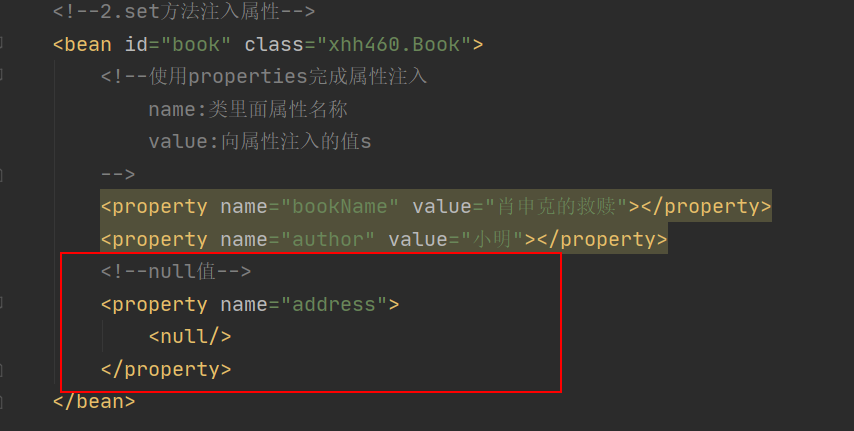 <!--2.set方法注入属性-->
<bean id="book" class="xhh460.Book">
<!--使用properties完成属性注入
name:类里面属性名称
value:向属性注入的值s
-->
<property name="bookName" value="肖申克的救赎"></property>
<property name="author" value="小明"></property>
<!--null值-->
<property name="address">
<null/>
</property>
</bean>